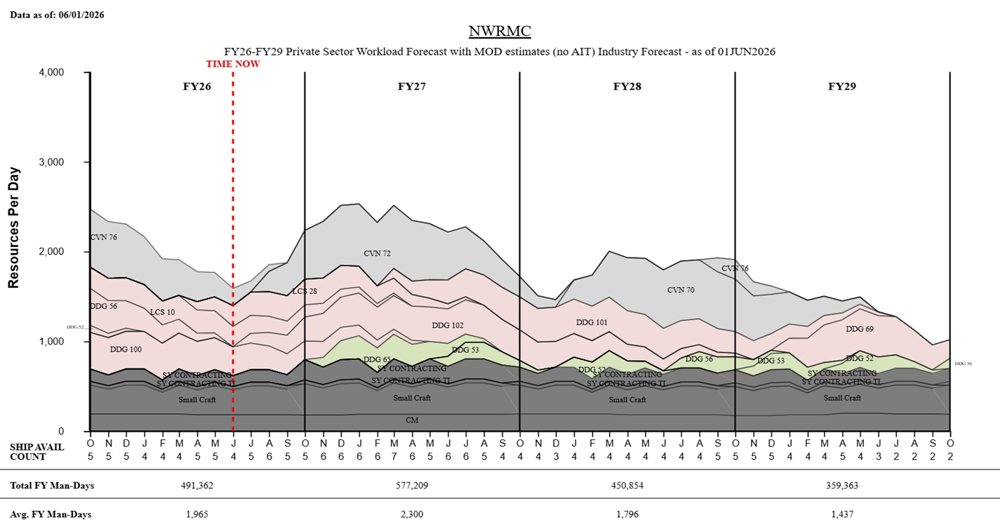 Data as of: 06/01/2026
NWRMC
FY26-FY29 Private Sector Workload Forecast with MOD estimates (no AIT) Industry Forecast - as of 01JUN2026
TIME NOW
4,000
FY26 FY27 FY28 FY29
3,000
Resources Per Day
CVN 76
2,000
CVN 72
CVN 76
LCS 28
CVN 70
DDG 56
LCS 10
DDG 101
DDG 102
DDG 69
DDG 52
1,000
DDG 100
DDG 53
DDG 65
DDG 56
DDG 53
DDG 52
DDG 56
SY CONTRACTING
DDG 52
SY CONTRACTING SY CONTRACTING SY CONTRACTING
SY CONTRACTING TI SY CONTRACTING TI SY CONTRACTING TI SY CONTRACTING TI
Small Craft Small Craft Small Craft Small Craft
CM
0
O N D J F M A M J J A S O N D J F M A M J J A S O N D J F M A M J J A S O N D J F M A M J J A S O
SHIP AVAIL
COUNT
5 5 5 4 4 4 5 5 4 5 6 5 5 6 6 6 6 7 6 5 6 6 5 4 4 4 3 4 4 4 4 4 4 4 4 5 5 5 5 4 4 4 4 3 2 2 2 2 2
Total FY Man-Days 491,362 577,209 450,854 359,363
Avg. FY Man-Days 1,965 2,300 1,796 1,437